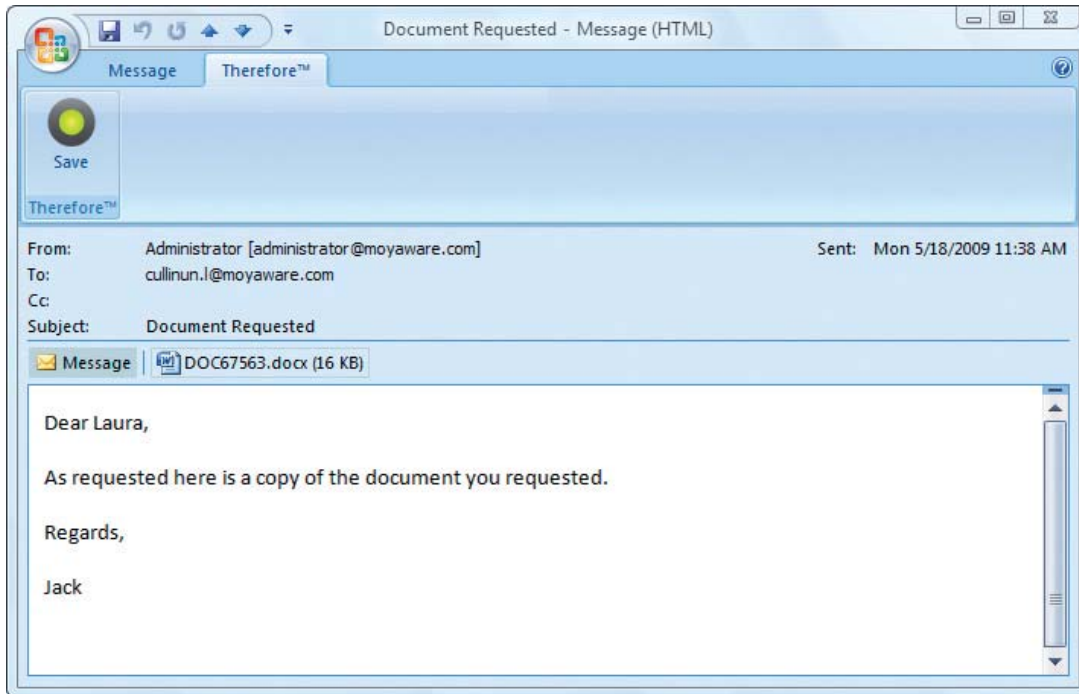 Document Requested - Message (HTML)
Message Therefore™
Save
Therefore™
From: Administrator [administrator@moyaware.com] Sent: Mon 5/18/2009 11:38 AM
To: cullinun.l@moyaware.com
Cc:
Subject: Document Requested
Message DOC67563.docx (16 KB)
Dear Laura,
As requested here is a copy of the document you requested.
Regards,
Jack